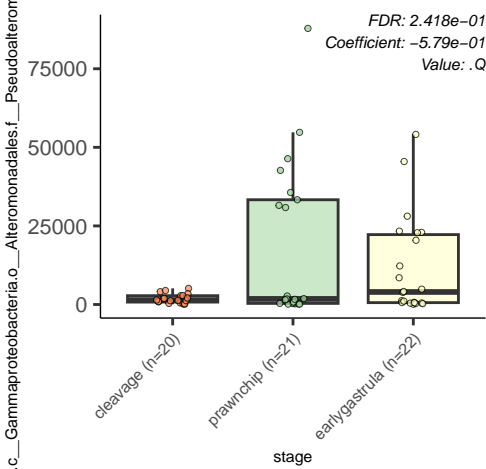 FDR: 2.418e−01
Coefficient: −5.79e−01
Value: .Q
.c__Gammaproteobacteria.o__Alteromonadales.f__Pseudoalterom
75000
50000
25000
0
cleavage (n=20)
prawnchip (n=21)
earlygastrula (n=22)
stage